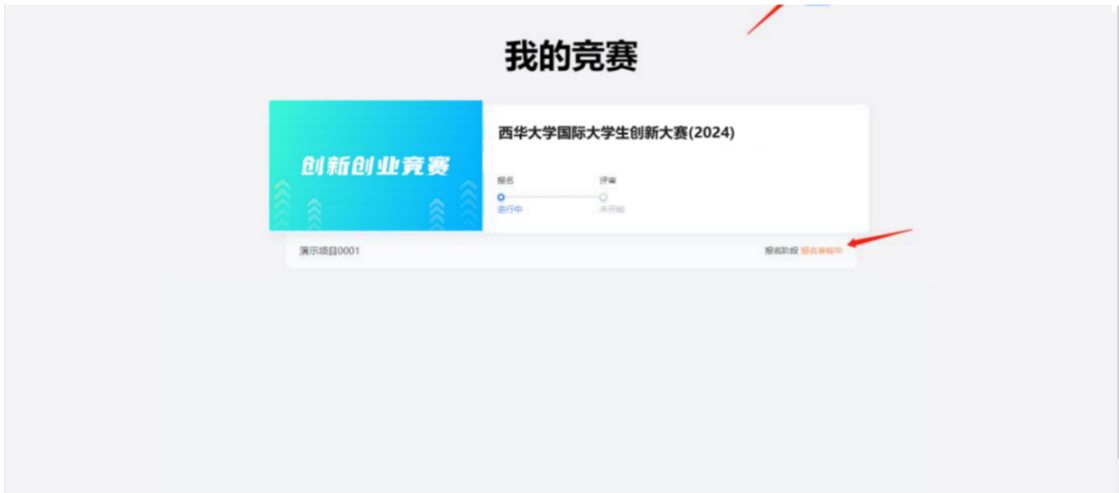 我的竞赛
创新创业竞赛
西华大学国际大学生创新大赛(2024)
报名 评审
进行中 未开始
演示项目0001 报名阶段 报名审核中